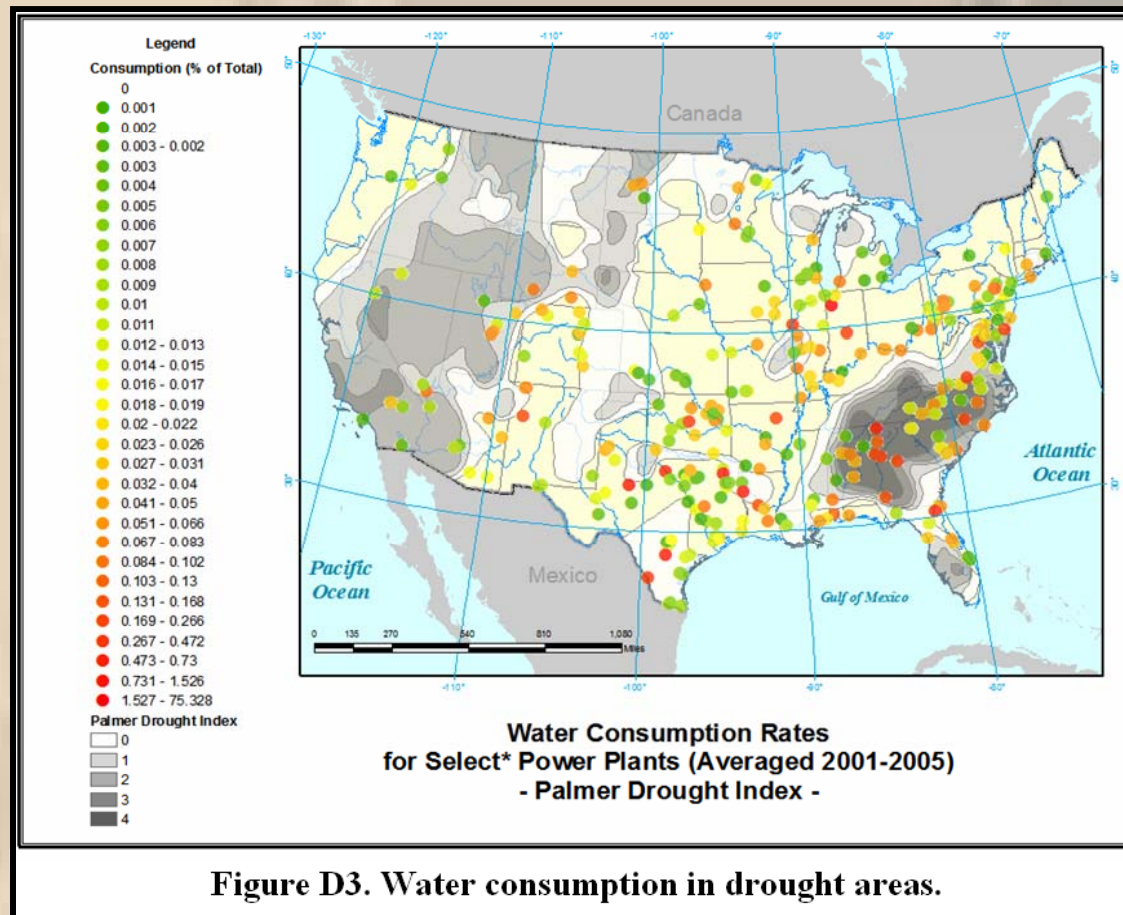 Legend
Consumption (% of Total)
0
0.001
0.002
0.003 - 0.002
0.003
0.004
0.005
0.006
0.007
0.008
0.009
0.01
0.011
0.012 - 0.013
0.014 - 0.015
0.016 - 0.017
0.018 - 0.019
0.02 - 0.022
0.023 - 0.026
0.027 - 0.031
0.032 - 0.04
0.041 - 0.05
0.051 - 0.066
0.067 - 0.083
0.084 - 0.102
0.103 - 0.13
0.131 - 0.168
0.169 - 0.266
0.267 - 0.472
0.473 - 0.73
0.731 - 1.526
1.527 - 75.328
Palmer Drought Index
0
1
2
3
4
-130° -120° -110° -100° -90° -80° -70°
50° 50°
Canada
40° 40°
30° 30°
Atlantic
Ocean
Pacific
Ocean
Mexico
Gulf of Mexico
0 135 270 540 810 1,080
Miles
-110° -100° -90° -80°
Water Consumption Rates
for Select* Power Plants (Averaged 2001-2005)
- Palmer Drought Index -
Figure D3. Water consumption in drought areas.